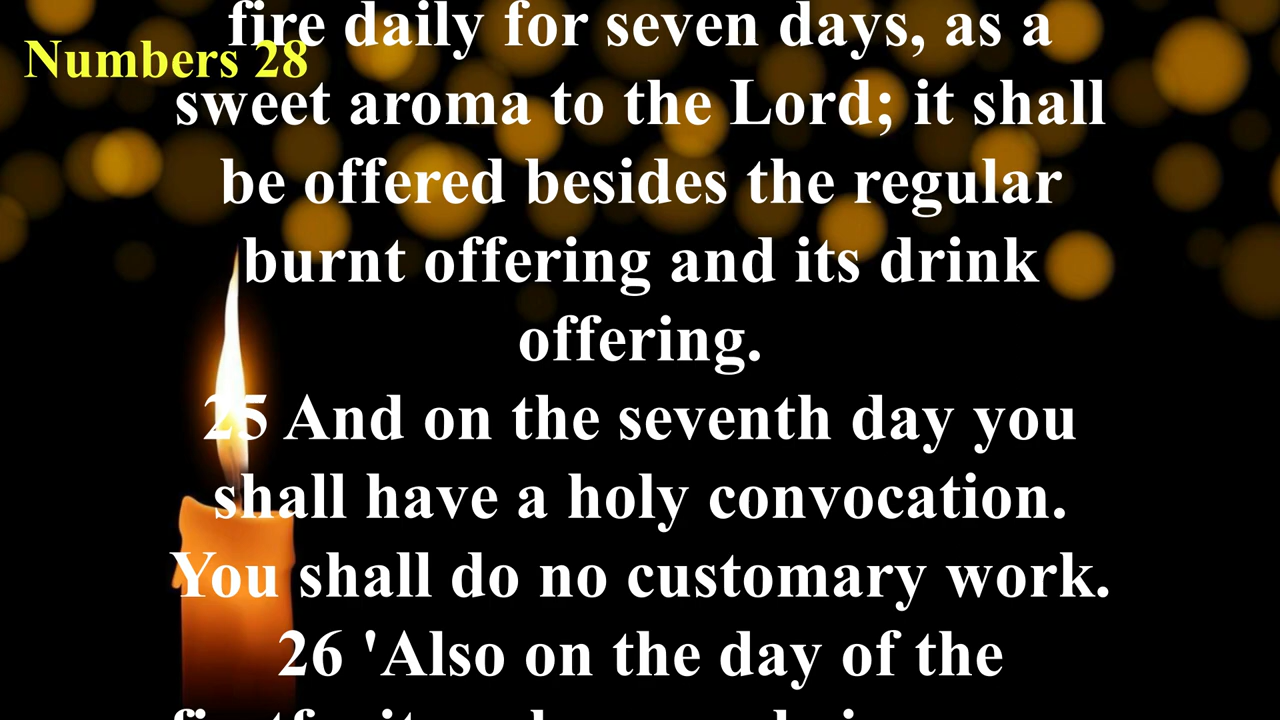 Numbers 28
fire daily for seven days, as a
sweet aroma to the Lord; it shall
be offered besides the regular
burnt offering and its drink
offering.
25 And on the seventh day you
shall have a holy convocation.
You shall do no customary work.
26 'Also on the day of the